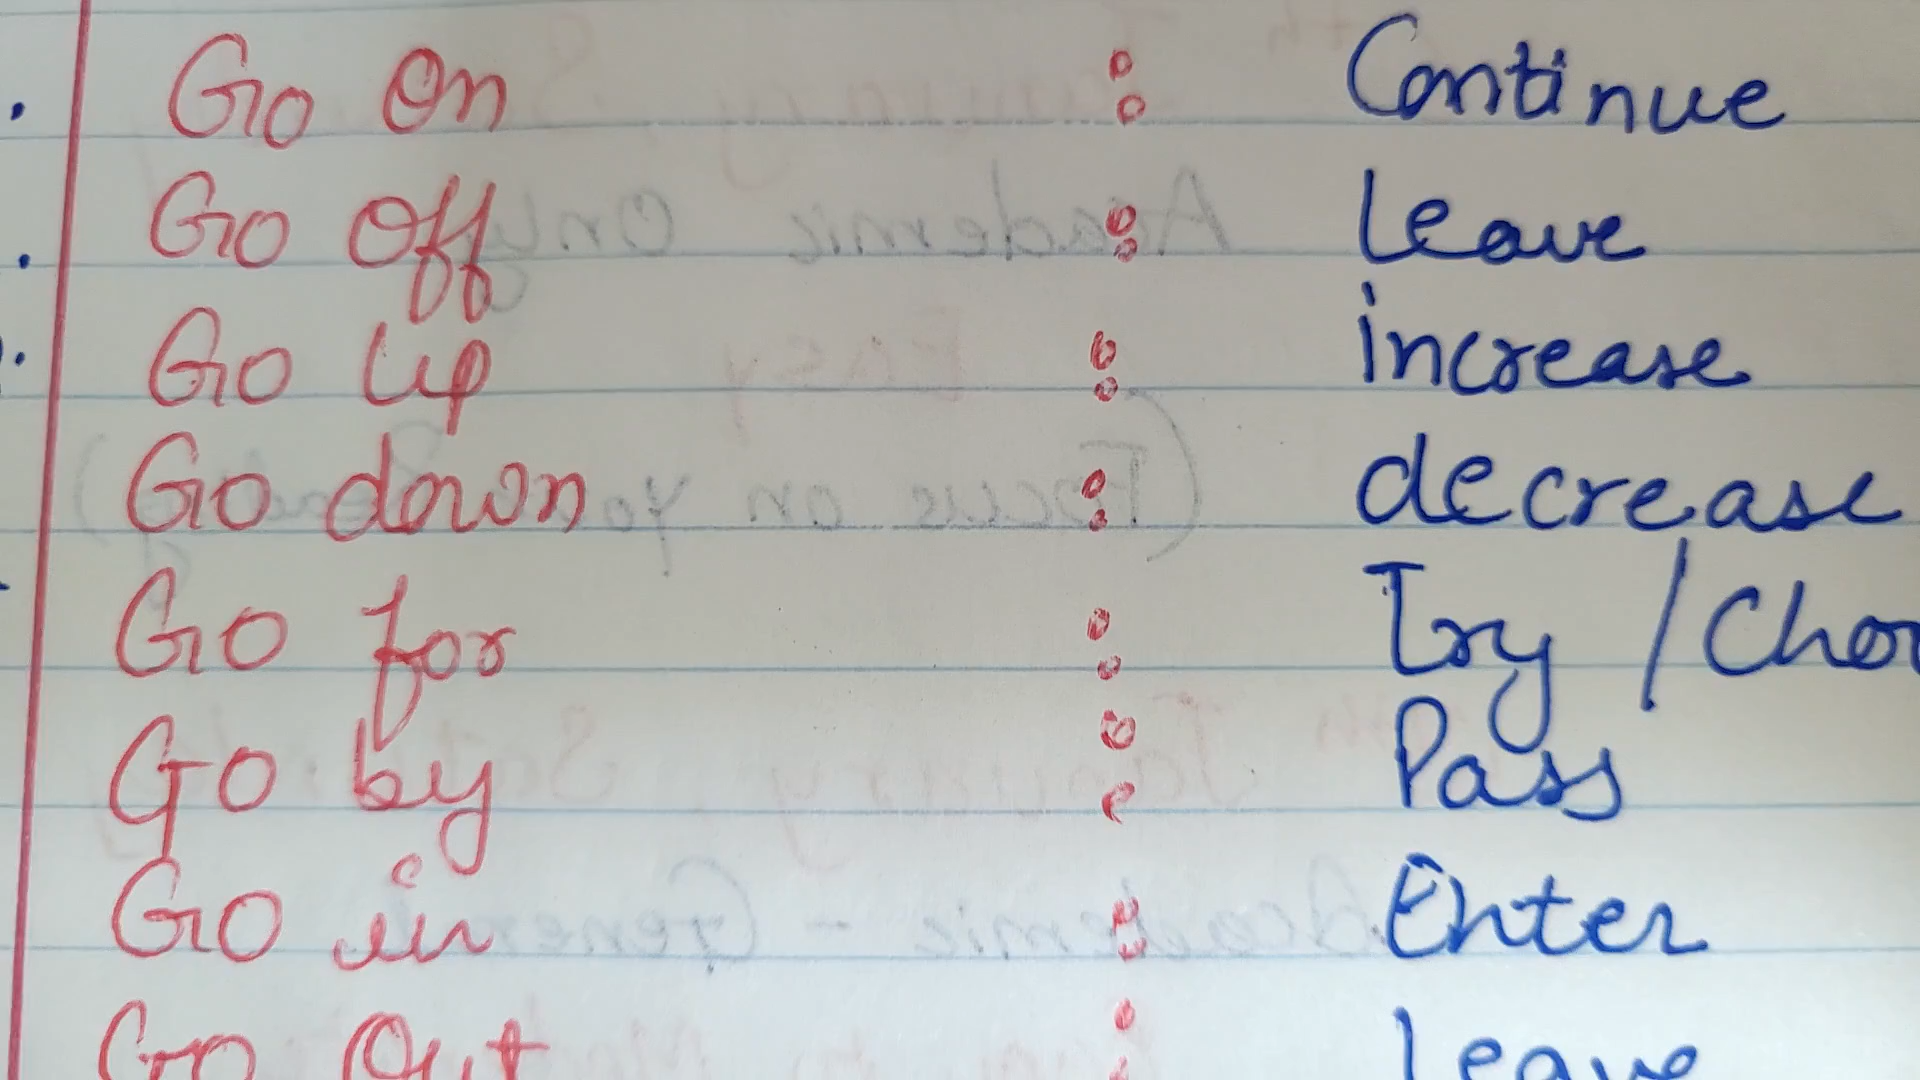 Go On : Continue
Go Off : leave
Go Up : increase
Go down : decrease
Go for : Try /
Go by : Pass
Go in : Enter
Go Out : leave